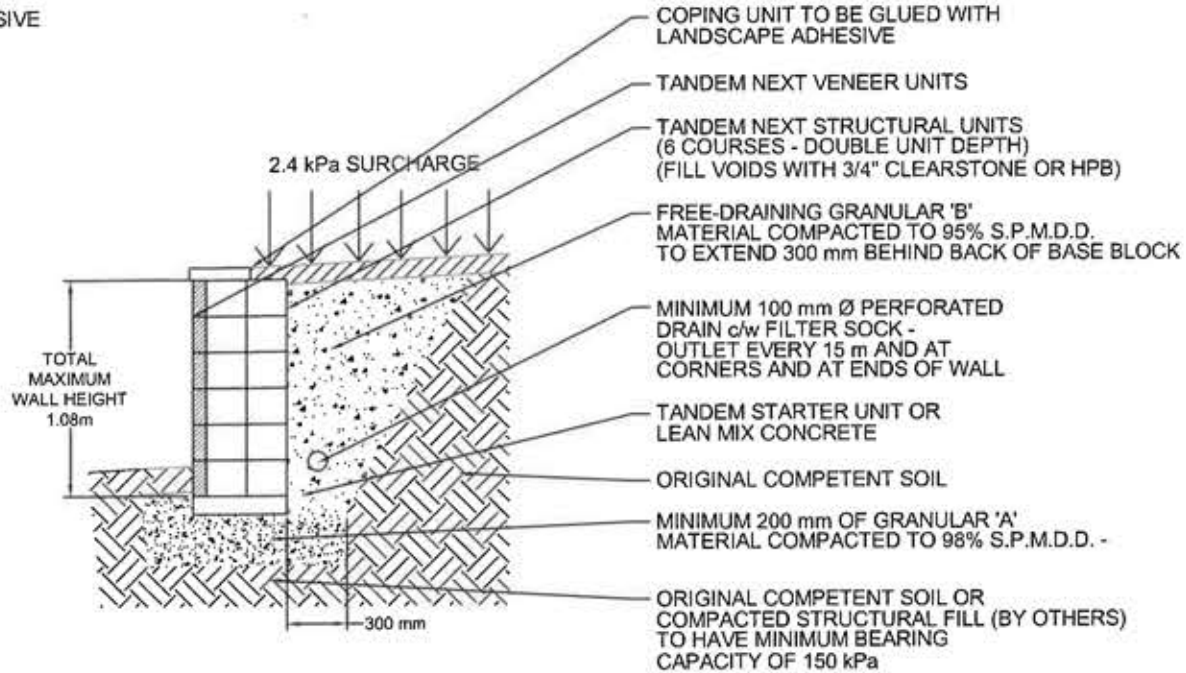 SIVE
COPING UNIT TO BE GLUED WITH
LANDSCAPE ADHESIVE
TANDEM NEXT VENEER UNITS
TANDEM NEXT STRUCTURAL UNITS
(6 COURSES - DOUBLE UNIT DEPTH)
(FILL VOIDS WITH 3/4" CLEARSTONE OR HPB)
2.4 kPa SURCHARGE
FREE-DRAINING GRANULAR 'B'
MATERIAL COMPACTED TO 95% S.P.M.D.D.
TO EXTEND 300 mm BEHIND BACK OF BASE BLOCK
MINIMUM 100 mm Ø PERFORATED
DRAIN c/w FILTER SOCK -
OUTLET EVERY 15 m AND AT
CORNERS AND AT ENDS OF WALL
TOTAL
MAXIMUM
WALL HEIGHT
1.08m
TANDEM STARTER UNIT OR
LEAN MIX CONCRETE
ORIGINAL COMPETENT SOIL
MINIMUM 200 mm OF GRANULAR 'A'
MATERIAL COMPACTED TO 98% S.P.M.D.D. -
ORIGINAL COMPETENT SOIL OR
COMPACTED STRUCTURAL FILL (BY OTHERS)
TO HAVE MINIMUM BEARING
CAPACITY OF 150 kPa
300 mm